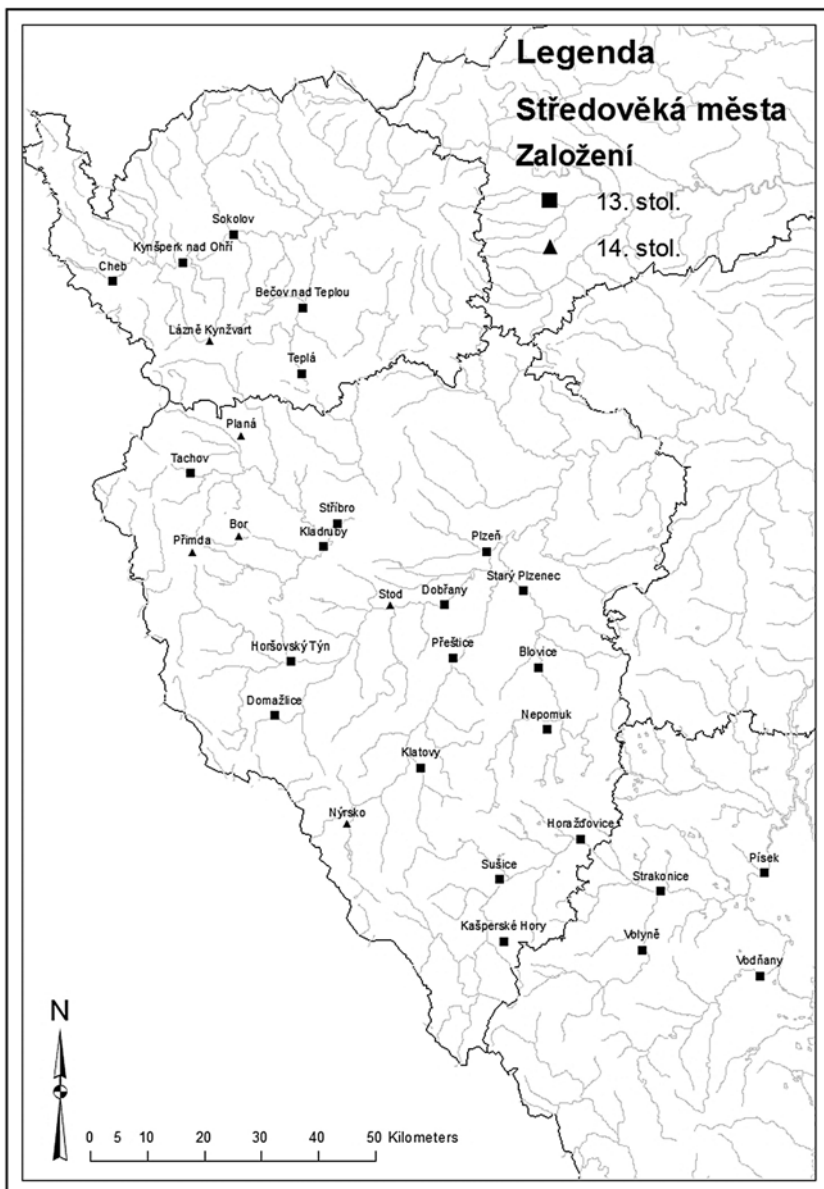 Legenda
Středověká města
Založení
13. stol.
14. stol.
Sokolov
Kynšperk nad Ohří
Cheb
Bečov nad Teplou
Lázně Kynžvart
Teplá
Planá
Tachov
Stříbro
Bor
Kladruby
Přimda
Plzeň
Starý Plzenec
Stod
Dobřany
Horšovský Týn
Přeštice
Blovice
Domažlice
Nepomuk
Klatovy
Nýrsko
Horažďovice
Sušice
Písek
Strakonice
Kašperské Hory
Volyně
Vodňany
N
0 5 10 20 30 40 50 Kilometers